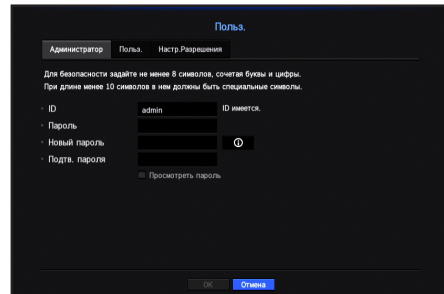 Польз.
Администратор Польз. Настр.Разрешения
Для безопасности задайте не менее 8 символов, сочетая буквы и цифры.
При длине менее 10 символов в нем должны быть специальные символы.
ID admin ID имеется.
Пароль
Новый пароль
Подтв. пароля
Просмотреть пароль
OK Отмена